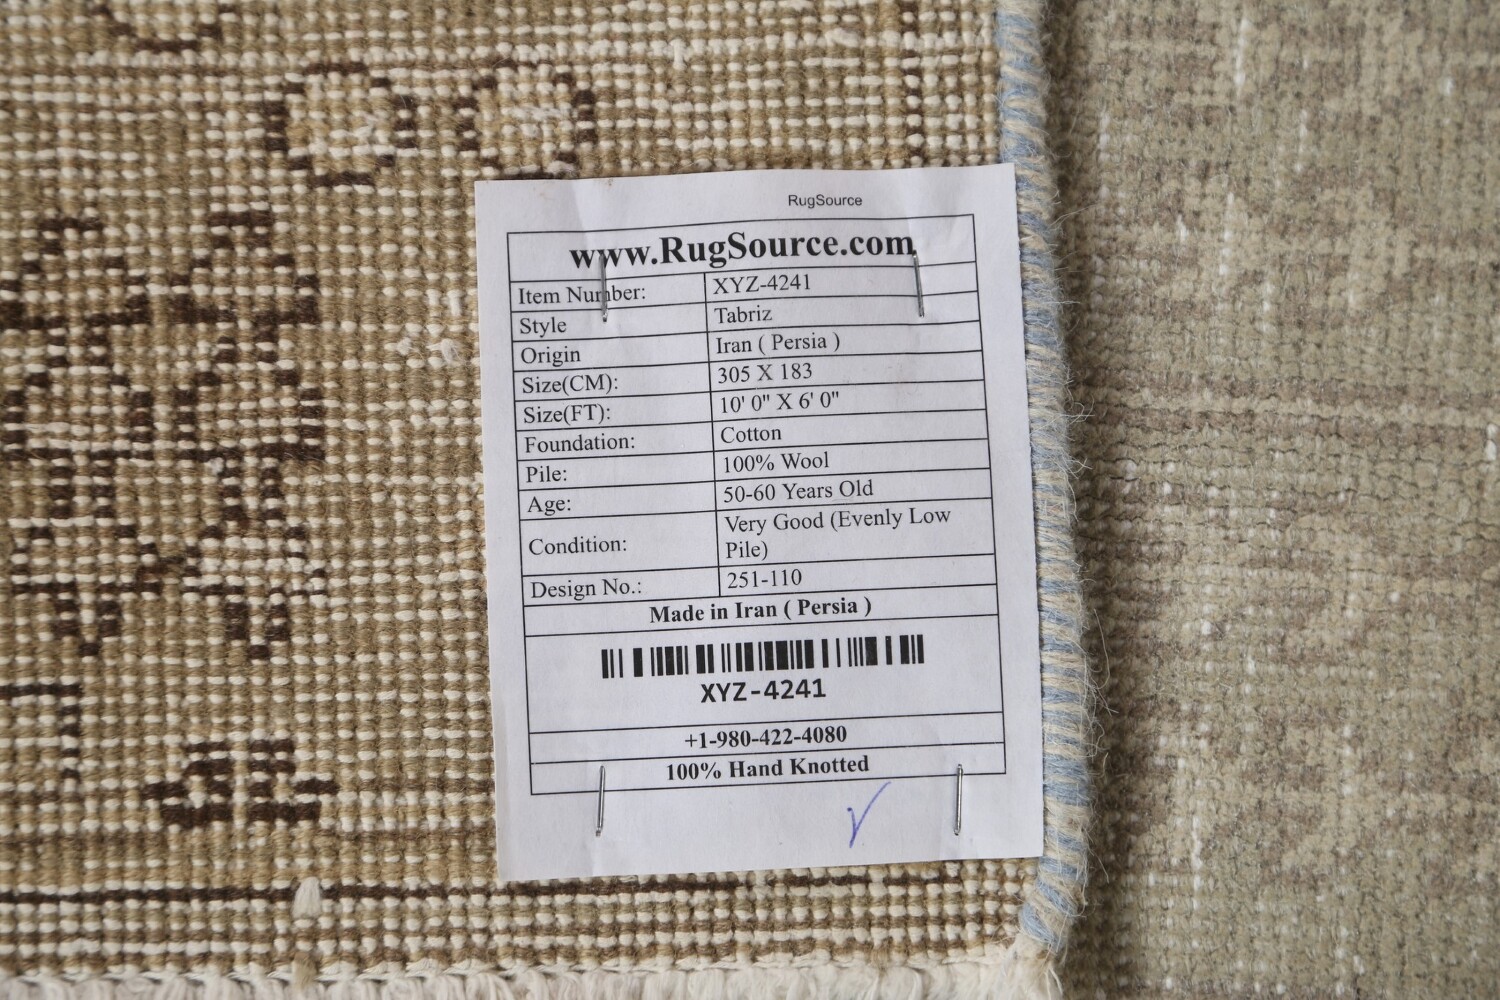 RugSource
www.RugSource.com
Item Number: XYZ-4241
Style Tabriz
Origin Iran ( Persia )
Size(CM): 305 X 183
Size(FT): 10' 0" X 6' 0"
Foundation: Cotton
Pile: 100% Wool
Age: 50-60 Years Old
Condition: Very Good (Evenly Low
Pile)
Design No.: 251-110
Made in Iran ( Persia )
XYZ-4241
+1-980-422-4080
100% Hand Knotted